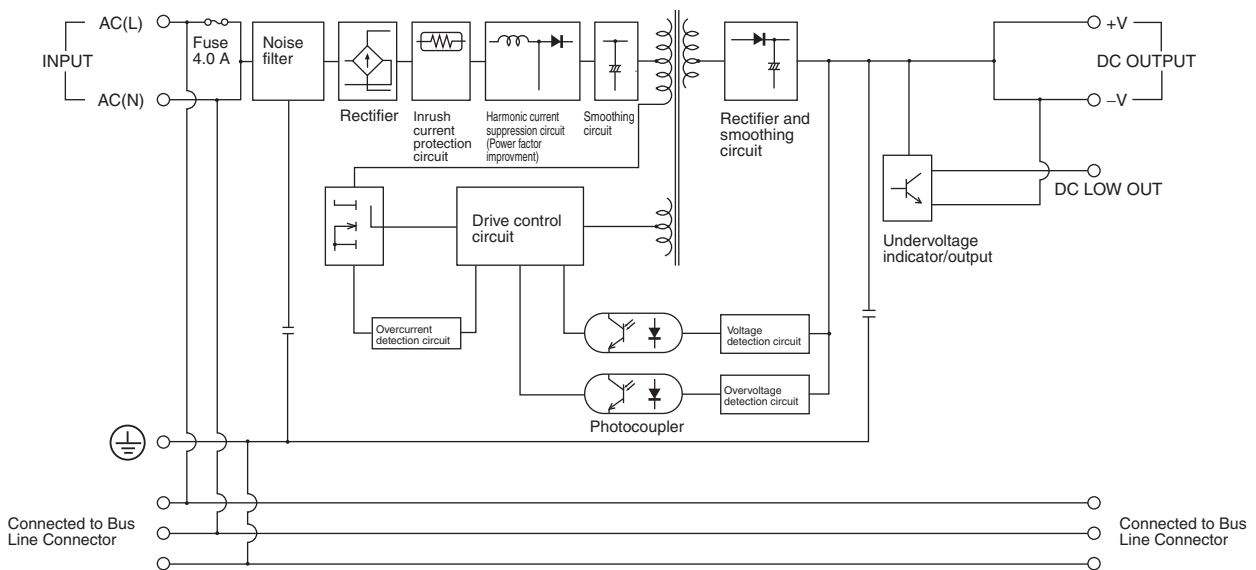 AC(L)
INPUT
AC(N)
Fuse
4.0 A
Noise
filter
Rectifier
Inrush
current
protection
circuit
Harmonic current
suppression circuit
(Power factor
improvment)
Smoothing
circuit
Rectifier and
smoothing
circuit
+V
DC OUTPUT
–V
DC LOW OUT
Undervoltage
indicator/output
Drive control
circuit
Overcurrent
detection circuit
Voltage
detection circuit
Overvoltage
detection circuit
Photocoupler
Connected to Bus
Line Connector
Connected to Bus
Line Connector